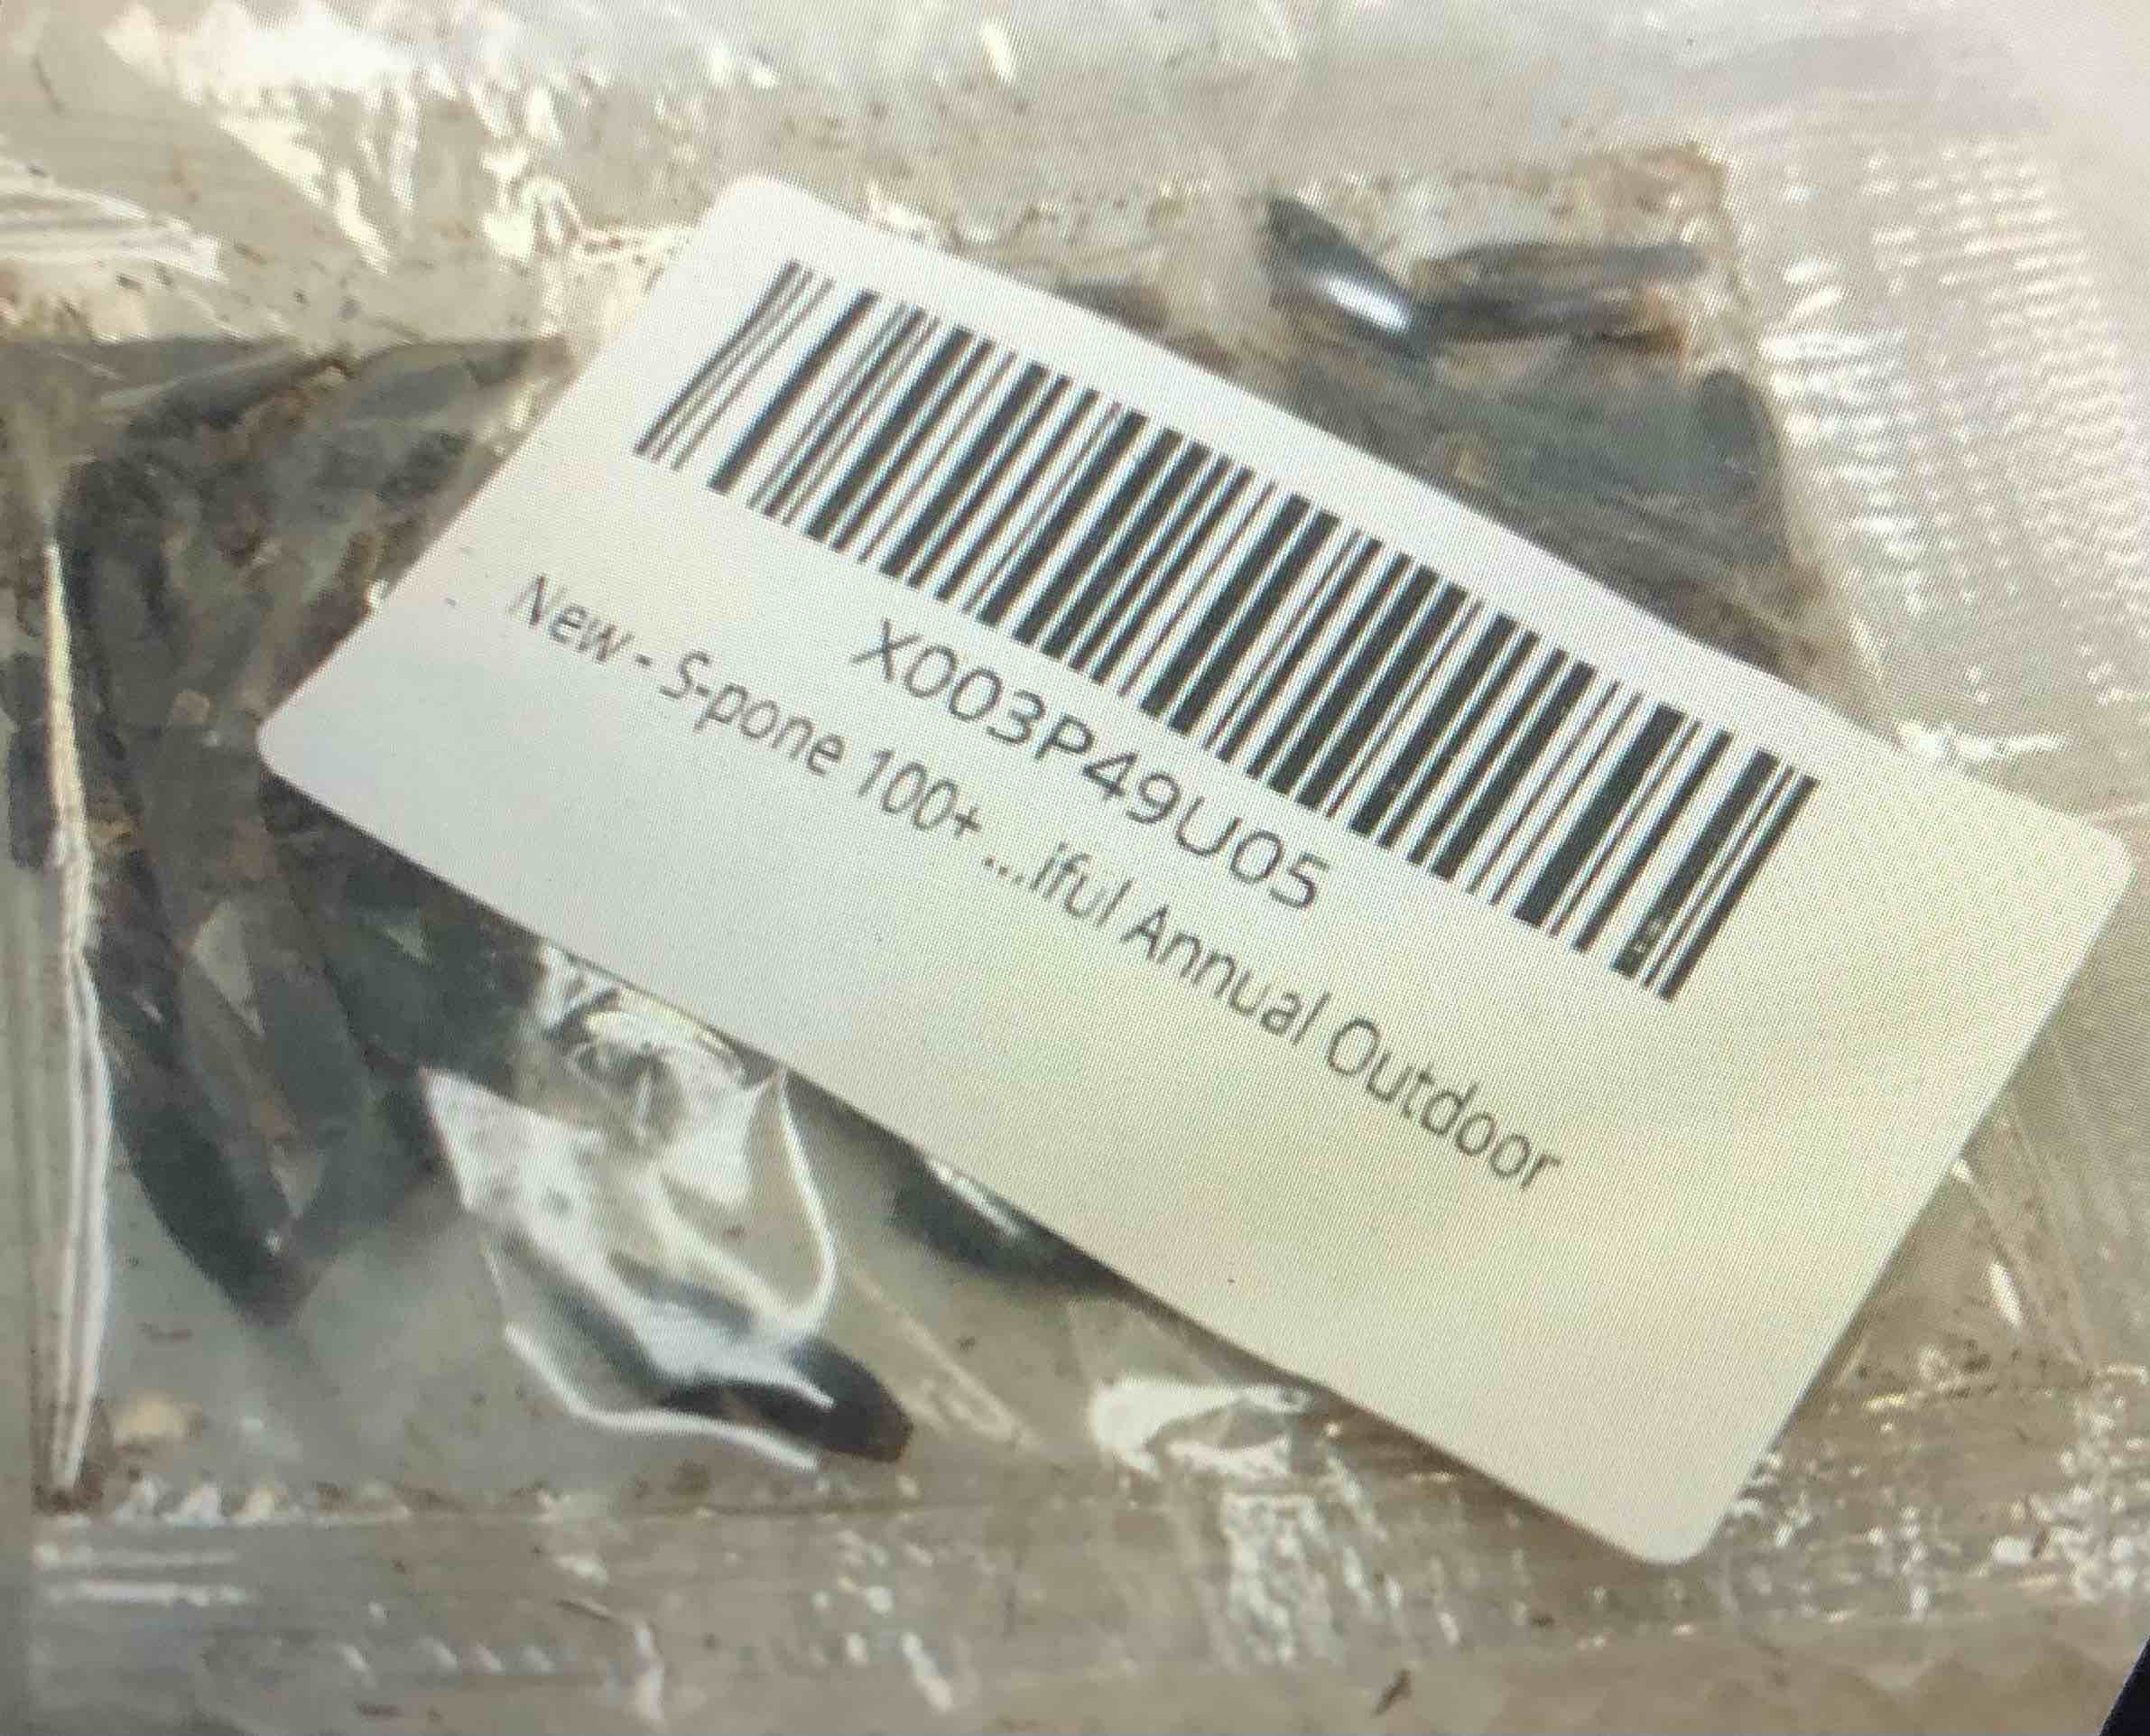 X003P49U05
New - S-pone 100+ ...iful Annual Outdoor